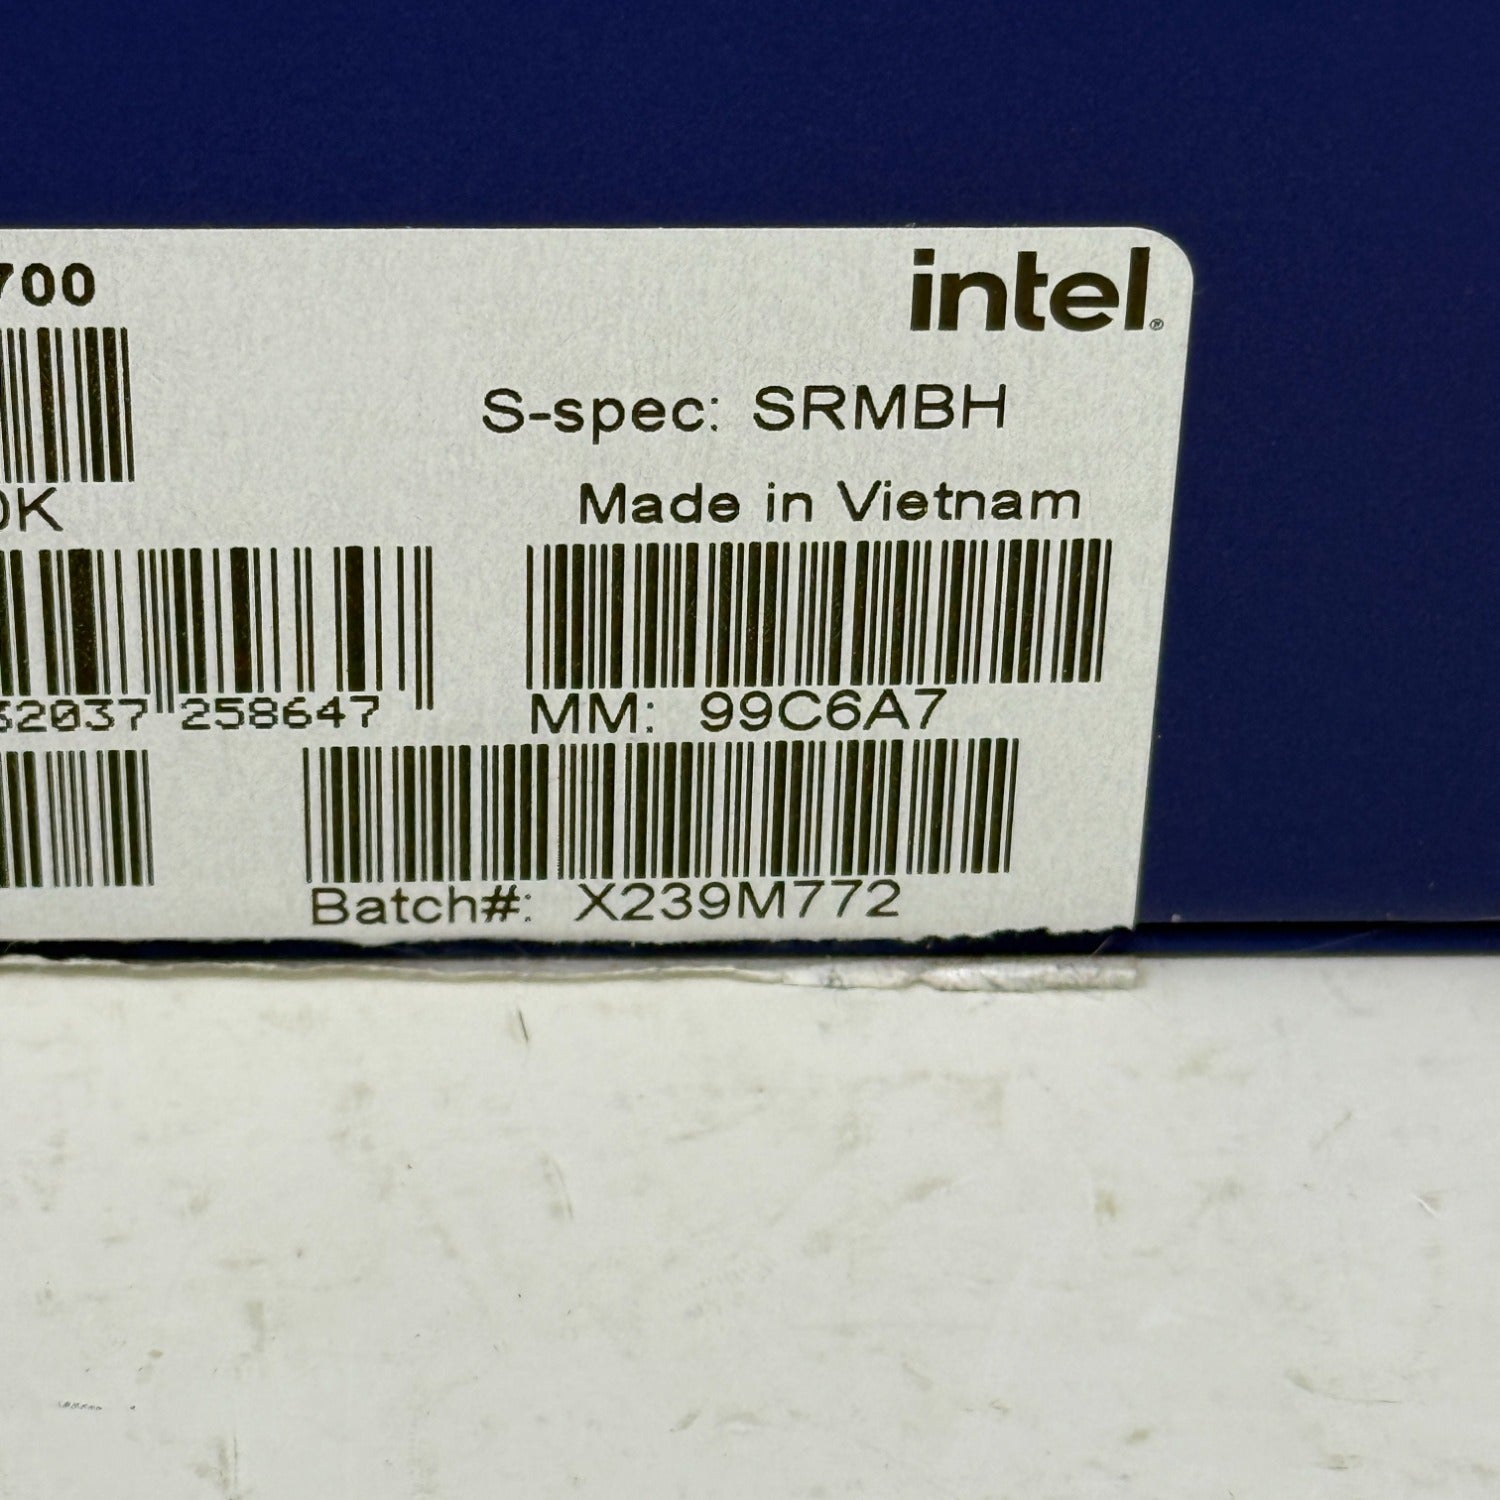 700
intel®
S-spec: SRMBH
Made in Vietnam
0K
32037 258647
MM: 99C6A7
Batch#: X239M772